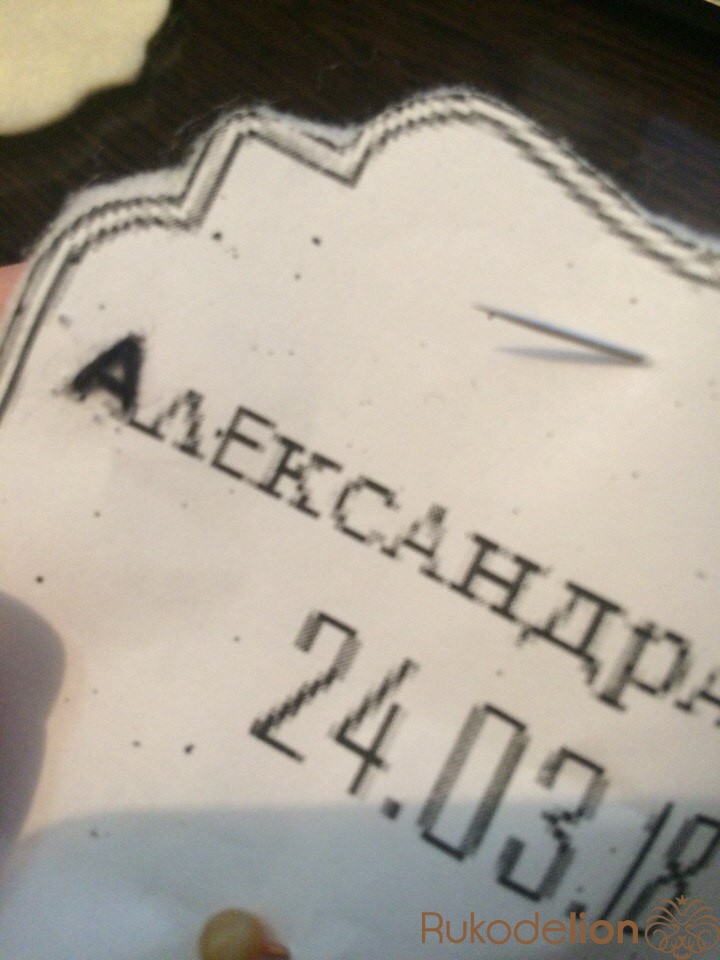 Александра
24.03.18
Rukodelion